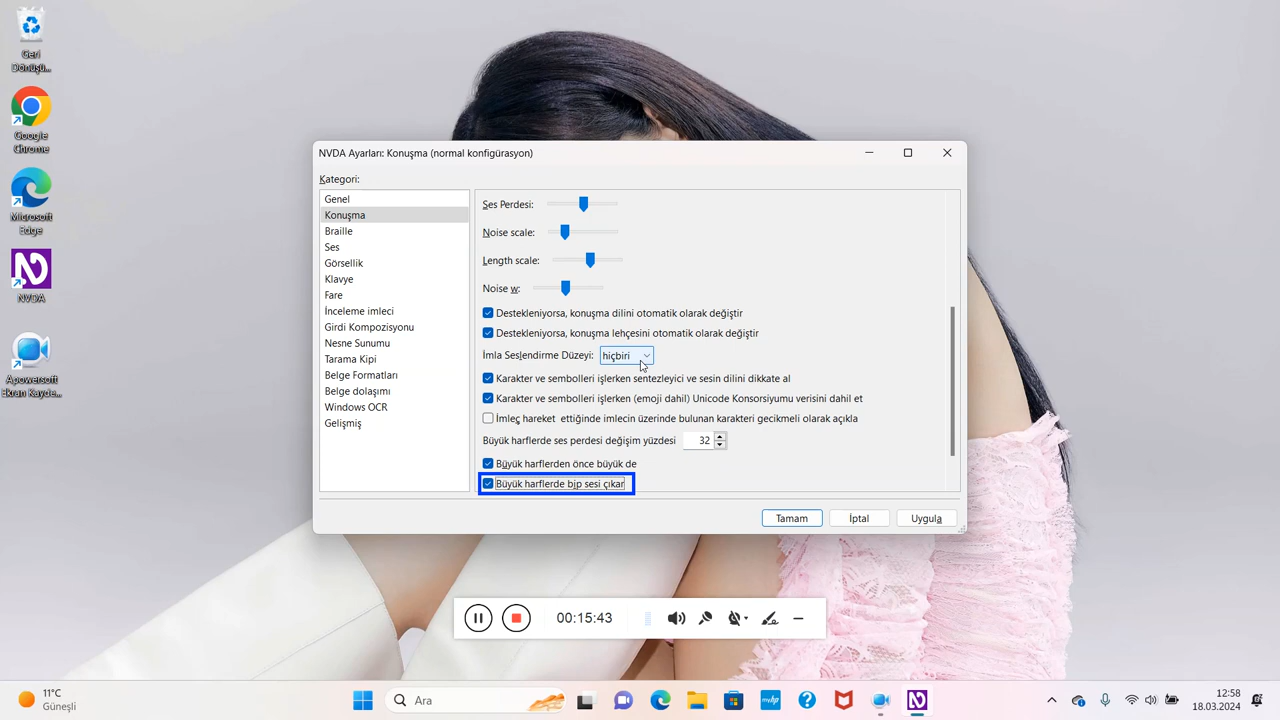 Geri
Dönüşü...
Google
Chrome
Microsoft
Edge
NVDA
Apowersoft
Ekran Kayde...
NVDA Ayarları: Konuşma (normal konfigürasyon)
Kategori:
Genel
Konuşma
Braille
Ses
Görsellik
Klavye
Fare
İnceleme imleci
Girdi Kompozisyonu
Nesne Sunumu
Tarama Kipi
Belge Formatları
Belge dolaşımı
Windows OCR
Gelişmiş
Ses Perdesi:
Noise scale:
Length scale:
Noise w:
Destekleniyorsa, konuşma dilini otomatik olarak değiştir
Destekleniyorsa, konuşma lehçesini otomatik olarak değiştir
İmla Seslendirme Düzeyi: hiçbiri
Karakter ve sembolleri işlerken sentezleyici ve sesin dilini dikkate al
Karakter ve sembolleri işlerken (emoji dahil) Unicode Konsorsiyumu verisini dahil et
İmleç hareket ettiğinde imlecin üzerinde bulunan karakteri gecikmeli olarak açıkla
Büyük harflerde ses perdesi değişim yüzdesi 32
Büyük harflerden önce büyük de
Büyük harflerde bip sesi çıkar
Tamam İptal Uygula
00:15:43
11°C
Güneşli
Ara
12:58
18.03.2024